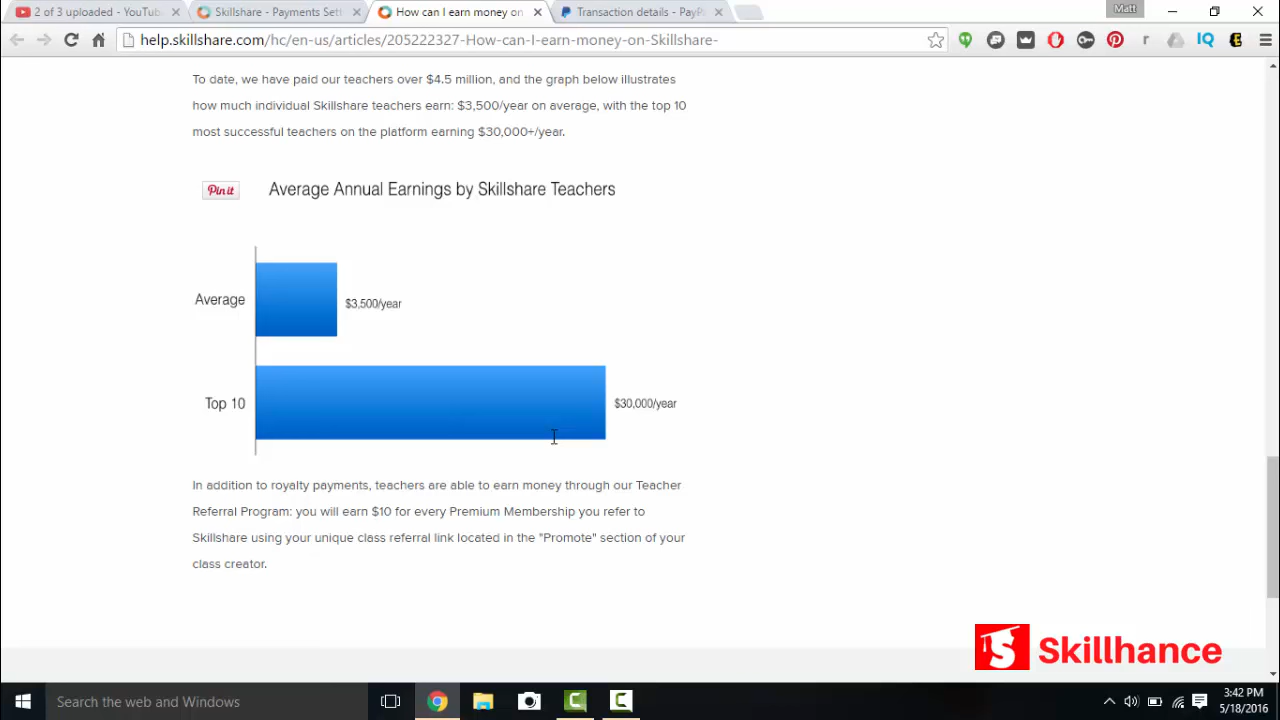 2 of 3 uploaded - YouTub
Skillshare - Payments Set
How can I earn money on
Transaction details - PayP
Matt
help.skillshare.com/hc/en-us/articles/205222327-How-can-I-earn-money-on-Skillshare-
To date, we have paid our teachers over $4.5 million, and the graph below illustrates
how much individual Skillshare teachers earn: $3,500/year on average, with the top 10
most successful teachers on the platform earning $30,000+/year.
Pin it
Average Annual Earnings by Skillshare Teachers
Average
$3,500/year
Top 10
$30,000/year
In addition to royalty payments, teachers are able to earn money through our Teacher
Referral Program: you will earn $10 for every Premium Membership you refer to
Skillshare using your unique class referral link located in the "Promote" section of your
class creator.
Skillhance
Search the web and Windows
3:42 PM
5/18/2016